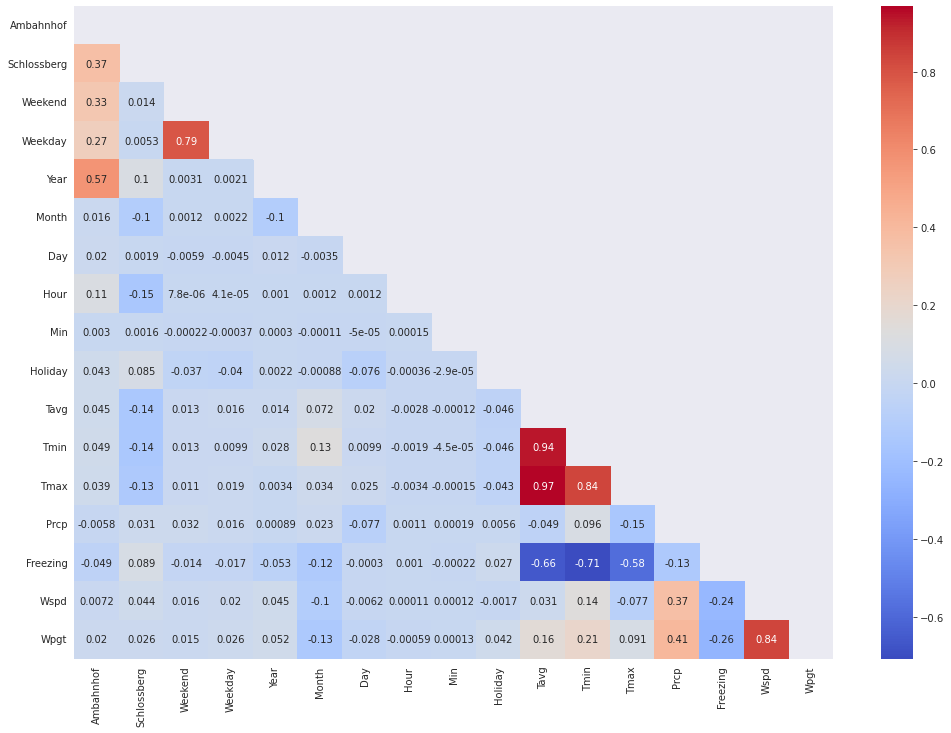 Ambahnhof
Schlossberg 0.37
Weekend 0.33 0.014
Weekday 0.27 0.0053 0.79
Year 0.57 0.1 0.0031 0.0021
Month 0.016 -0.1 0.0012 0.0022 -0.1
Day 0.02 0.0019 -0.0059 -0.0045 0.012 -0.0035
Hour 0.11 -0.15 7.8e-06 4.1e-05 0.001 0.0012 0.0012
Min 0.003 0.0016 -0.00022 -0.00037 0.0003 -0.00011 -5e-05 0.00015
Holiday 0.043 0.085 -0.037 -0.04 0.0022 -0.00088 -0.076 -0.00036 -2.9e-05
Tavg 0.045 -0.14 0.013 0.016 0.014 0.072 0.02 -0.0028 -0.00012 -0.046
Tmin 0.049 -0.14 0.013 0.0099 0.028 0.13 0.0099 -0.0019 -4.5e-05 -0.046 0.94
Tmax 0.039 -0.13 0.011 0.019 0.0034 0.034 0.025 -0.0034 -0.00015 -0.043 0.97 0.84
Prcp -0.0058 0.031 0.032 0.016 0.00089 0.023 -0.077 0.0011 0.00019 0.0056 -0.049 0.096 -0.15
Freezing -0.049 0.089 -0.014 -0.017 -0.053 -0.12 -0.0003 0.001 -0.00022 0.027 -0.66 -0.71 -0.58 -0.13
Wspd 0.0072 0.044 0.016 0.02 0.045 -0.1 -0.0062 0.00011 0.00012 -0.0017 0.031 0.14 -0.077 0.37 -0.24
Wpgt 0.02 0.026 0.015 0.026 0.052 -0.13 -0.028 -0.00059 0.00013 0.042 0.16 0.21 0.091 0.41 -0.26 0.84
Ambahnhof Schlossberg Weekend Weekday Year Month Day Hour Min Holiday Tavg Tmin Tmax Prcp Freezing Wspd Wpgt
0.8
0.6
0.4
0.2
0.0
−0.2
−0.4
−0.6